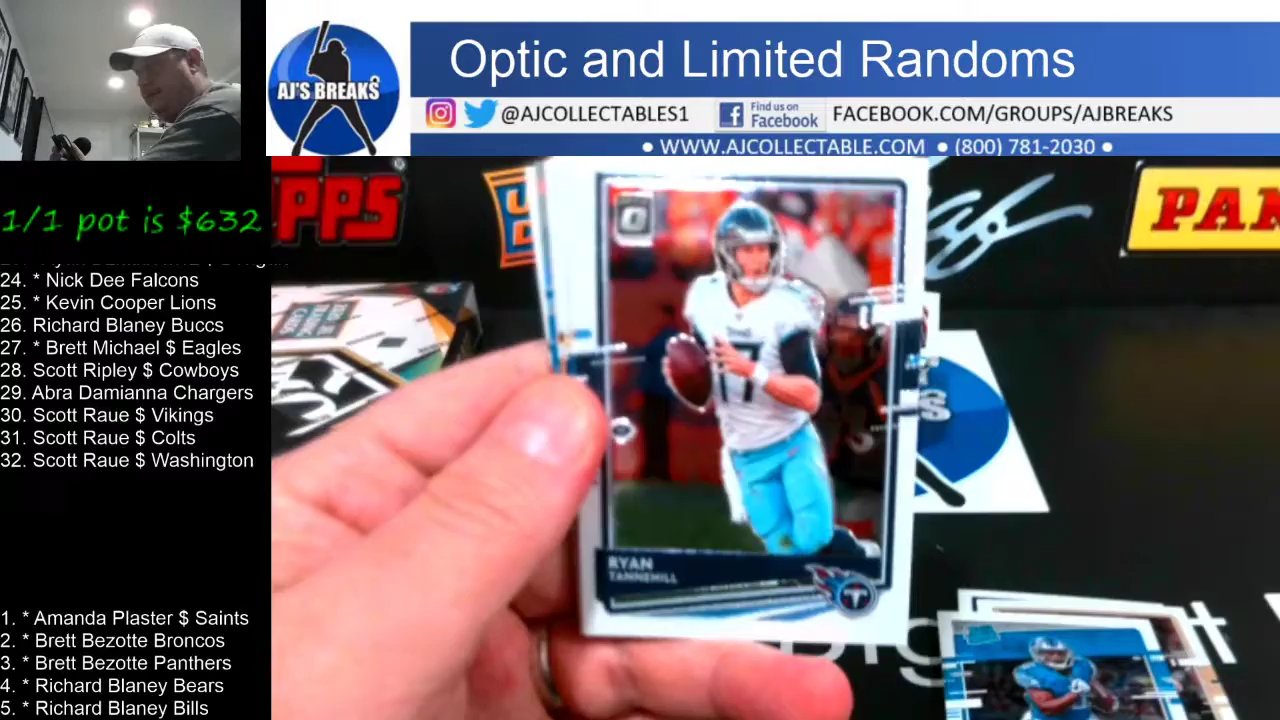 Optic and Limited Randoms
AJ'S BREAKS
@AJCOLLECTABLES1
Find us on
Facebook
FACEBOOK.COM/GROUPS/AJBREAKS
• WWW.AJCOLLECTABLE.COM • (800) 781-2030 •
1/1 pot is $632
24. * Nick Dee Falcons
25. * Kevin Cooper Lions
26. Richard Blaney Buccs
27. * Brett Michael $ Eagles
28. Scott Ripley $ Cowboys
29. Abra Damianna Chargers
30. Scott Raue $ Vikings
31. Scott Raue $ Colts
32. Scott Raue $ Washington
1. * Amanda Plaster $ Saints
2. * Brett Bezotte Broncos
3. * Brett Bezotte Panthers
4. * Richard Blaney Bears
5. * Richard Blaney Bills
17
RYAN
TANNEHILL